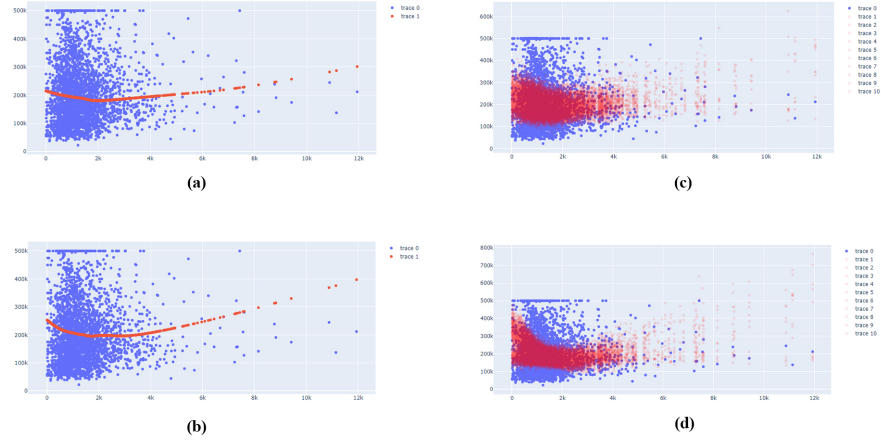 500k
400k
300k
200k
100k
0
0
2k
4k
6k
8k
10k
12k
trace 0
trace 1
(a)
600k
500k
400k
300k
200k
100k
0
0
2k
4k
6k
8k
10k
12k
trace 0
trace 1
trace 2
trace 3
trace 4
trace 5
trace 6
trace 7
trace 8
trace 9
trace 10
(c)
500k
400k
300k
200k
100k
0
0
2k
4k
6k
8k
10k
12k
trace 0
trace 1
(b)
800k
700k
600k
500k
400k
300k
200k
100k
0
0
2k
4k
6k
8k
10k
12k
trace 0
trace 1
trace 2
trace 3
trace 4
trace 5
trace 6
trace 7
trace 8
trace 9
trace 10
(d)